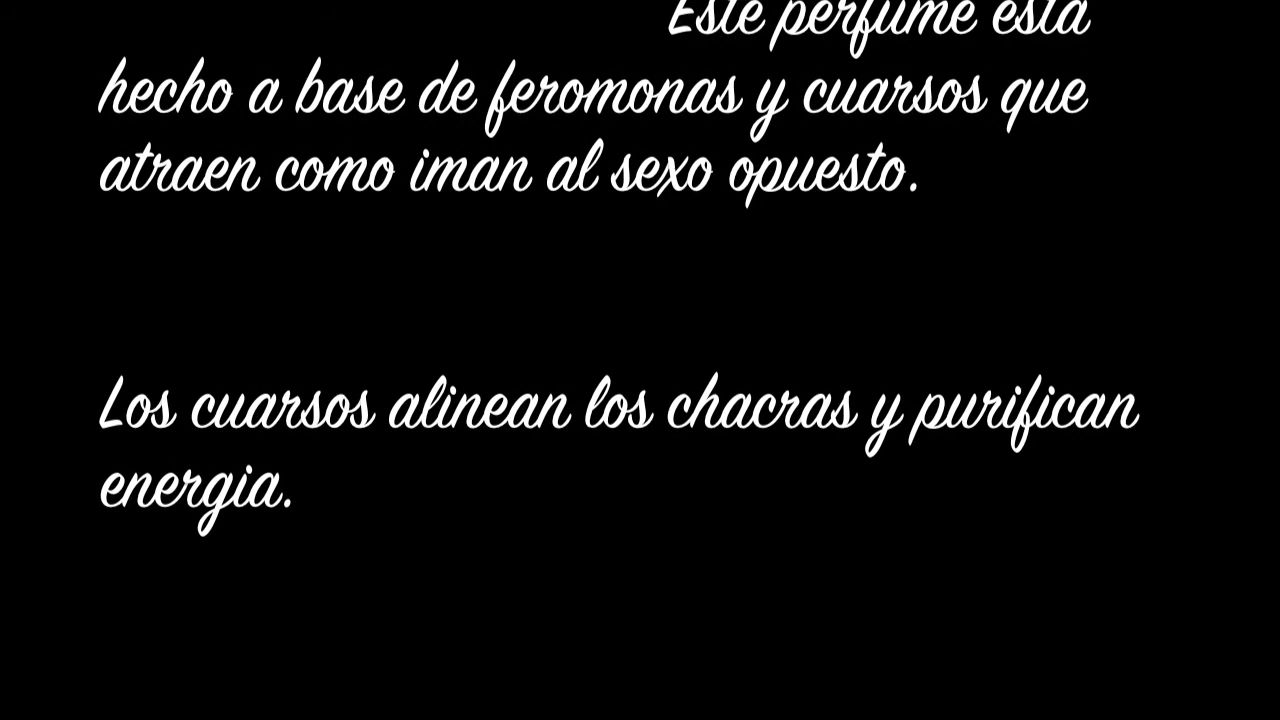 Este perfume esta
hecho a base de feromonas y cuarsos que
atraen como iman al sexo opuesto.
Los cuarsos alinean los chacras y purifican
energia.